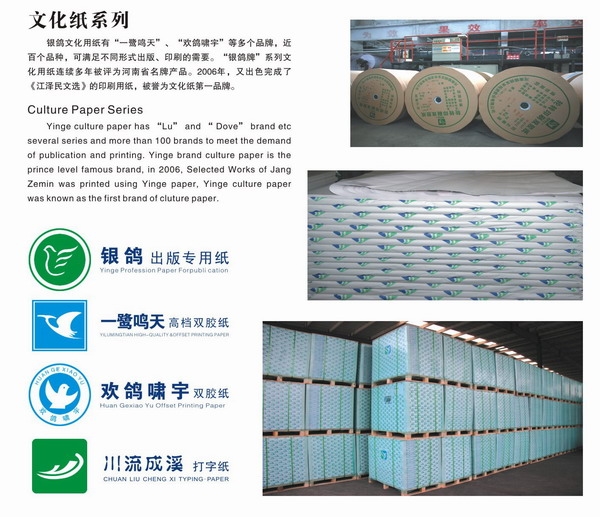 文化纸系列
银鸽文化用纸有“一鹭鸣天”、“欢鸽啸宇”等多个品牌，近
百个品种，可满足不同形式出版、印刷的需要。“银鸽牌”系列文
化用纸连续多年被评为河南省名牌产品。2006年，又出色完成了
《江泽民文选》的印刷用纸，被誉为文化纸第一品牌。
Culture Paper Series
Yinge culture paper has “Lu” and “ Dove” brand etc
several series and more than 100 brands to meet the demand
of publication and printing. Yinge brand culture paper is the
prince level famous brand, in 2006, Selected Works of Jang
Zemin was printed using Yinge paper, Yinge culture paper
was known as the first brand of cluture paper.
银鸽 出版专用纸
Yinge Profession Paper Forpubli cation
一鹭鸣天 高档双胶纸
YILUMINGTIAN HIGH-QUALITY &OFFSET PRINTING PAPER
HUAN GE XIAO YU
欢鸽啸宇
欢鸽啸宇 双胶纸
Huan Gexiao Yu Offset Printing Paper
川流成溪 打字纸
CHUAN LIU CHENG XI TYPING-PAPER